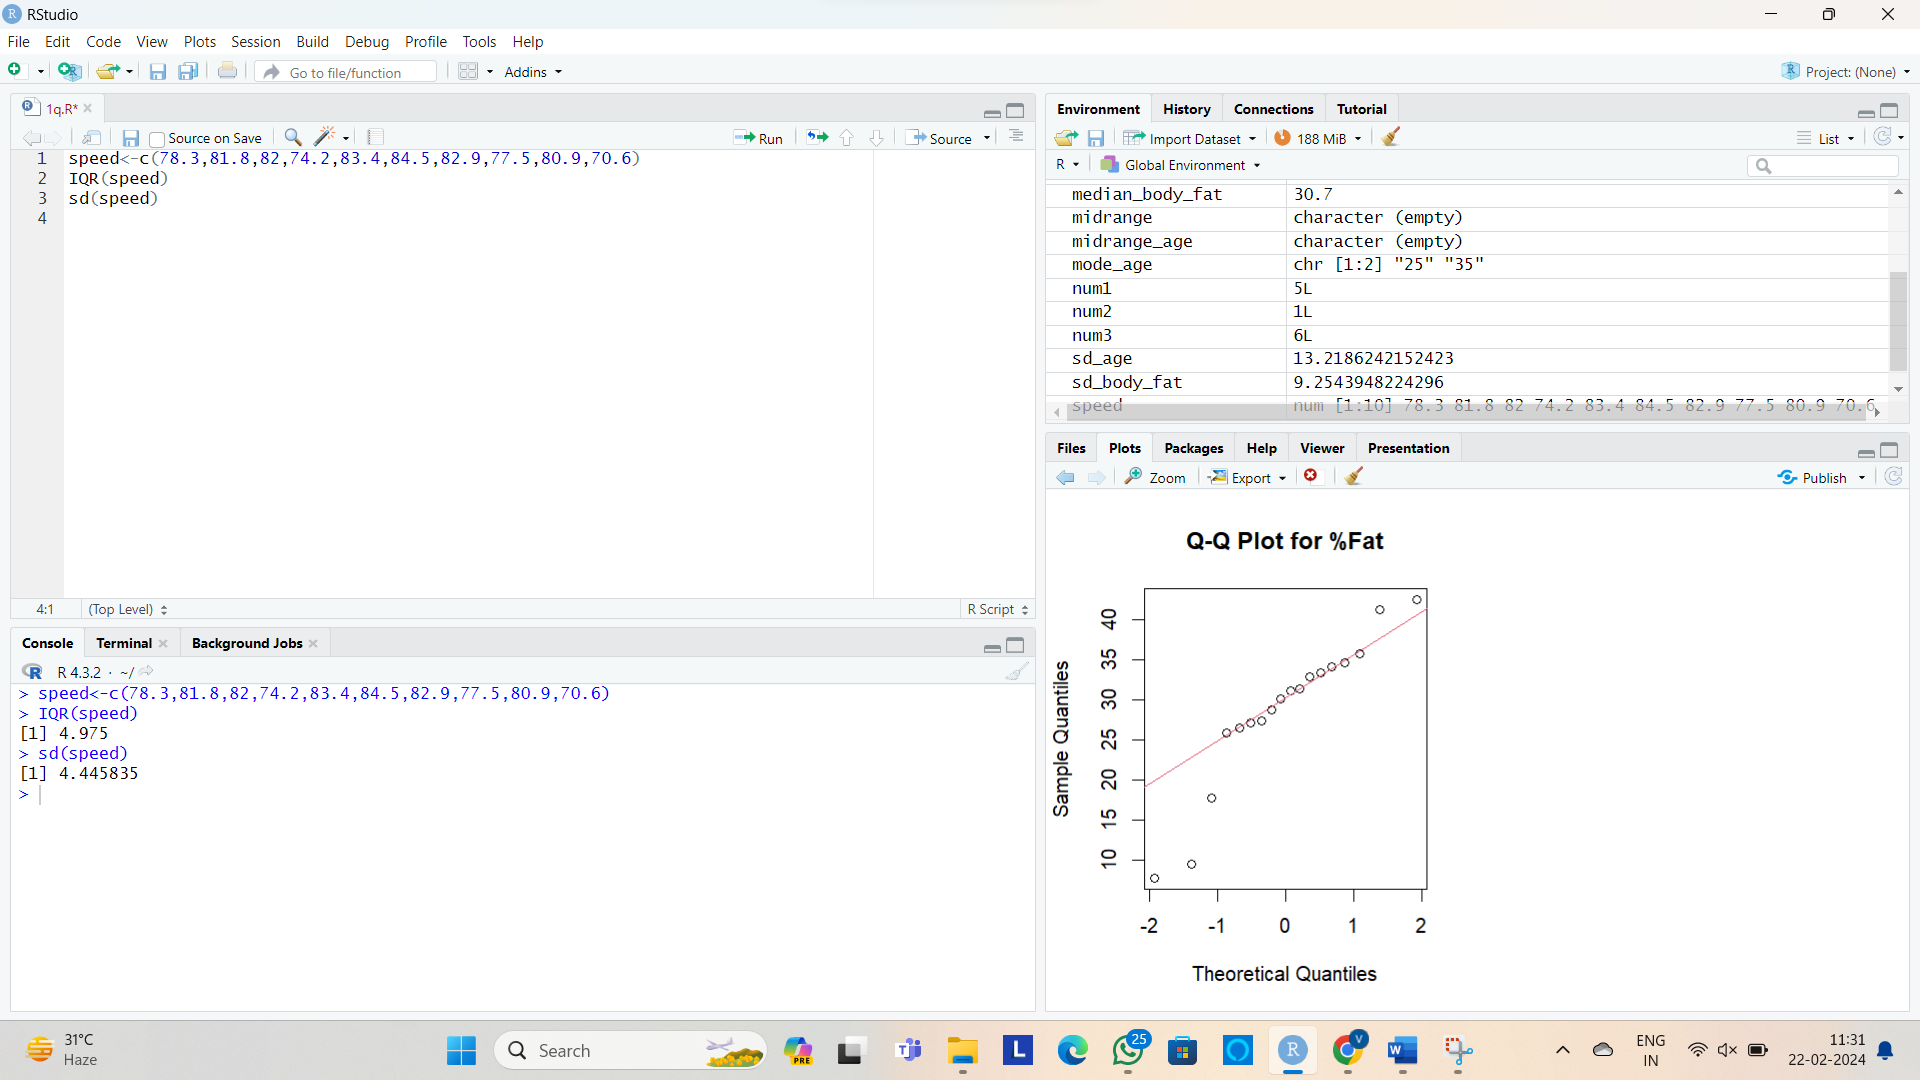 RStudio
File Edit Code View Plots Session Build Debug Profile Tools Help
Go to file/function Addins Project: (None)
1q.R*
Source on Save Run Source
1 speed<-c(78.3,81.8,82,74.2,83.4,84.5,82.9,77.5,80.9,70.6)
2 IQR(speed)
3 sd(speed)
4
4:1 (Top Level) R Script
Console Terminal Background Jobs
R 4.3.2 · ~/
> speed<-c(78.3,81.8,82,74.2,83.4,84.5,82.9,77.5,80.9,70.6)
> IQR(speed)
[1] 4.975
> sd(speed)
[1] 4.445835
>
Environment History Connections Tutorial
Import Dataset 188 MiB List
R Global Environment
median_body_fat 30.7
midrange character (empty)
midrange_age character (empty)
mode_age chr [1:2] "25" "35"
num1 5L
num2 1L
num3 6L
sd_age 13.2186242152423
sd_body_fat 9.2543948224296
speed num [1:10] 78.3 81.8 82 74.2 83.4 84.5 82.9 77.5 80.9 70.6
Files Plots Packages Help Viewer Presentation
Zoom Export Publish
Q-Q Plot for %Fat
Sample Quantiles
40
35
30
25
20
15
10
-2 -1 0 1 2
Theoretical Quantiles
31°C
Haze
Search
PRE
25
V
ENG
IN
11:31
22-02-2024